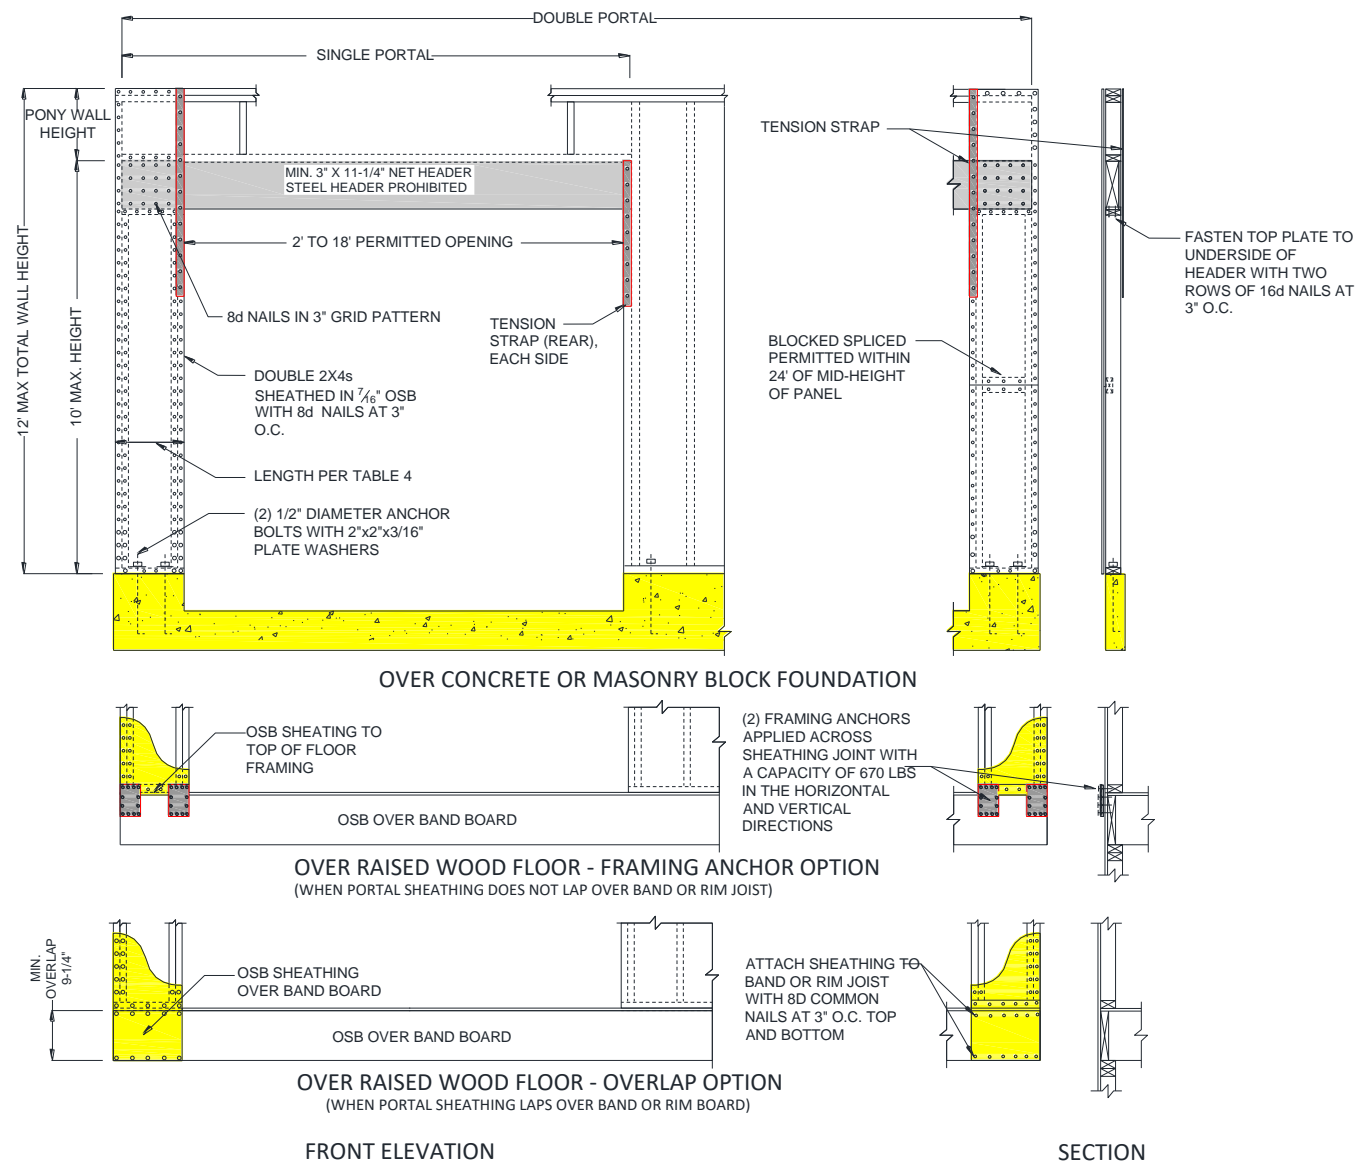 DOUBLE PORTAL
SINGLE PORTAL
PONY WALL
HEIGHT
12' MAX TOTAL WALL HEIGHT
10' MAX. HEIGHT
MIN. 3" X 11-1/4" NET HEADER
STEEL HEADER PROHIBITED
2' TO 18' PERMITTED OPENING
8d NAILS IN 3" GRID PATTERN
TENSION
STRAP (REAR),
EACH SIDE
DOUBLE 2X4s
SHEATHED IN 7/16" OSB
WITH 8d NAILS AT 3"
O.C.
LENGTH PER TABLE 4
(2) 1/2" DIAMETER ANCHOR
BOLTS WITH 2"x2"x3/16"
PLATE WASHERS
TENSION STRAP
FASTEN TOP PLATE TO
UNDERSIDE OF
HEADER WITH TWO
ROWS OF 16d NAILS AT
3" O.C.
BLOCKED SPLICED
PERMITTED WITHIN
24' OF MID-HEIGHT
OF PANEL
OVER CONCRETE OR MASONRY BLOCK FOUNDATION
OSB SHEATING TO
TOP OF FLOOR
FRAMING
OSB OVER BAND BOARD
(2) FRAMING ANCHORS
APPLIED ACROSS
SHEATHING JOINT WITH
A CAPACITY OF 670 LBS
IN THE HORIZONTAL
AND VERTICAL
DIRECTIONS
OVER RAISED WOOD FLOOR - FRAMING ANCHOR OPTION
(WHEN PORTAL SHEATHING DOES NOT LAP OVER BAND OR RIM JOIST)
MIN.
OVERLAP
9-1/4"
OSB SHEATHING
OVER BAND BOARD
OSB OVER BAND BOARD
ATTACH SHEATHING TO
BAND OR RIM JOIST
WITH 8D COMMON
NAILS AT 3" O.C. TOP
AND BOTTOM
OVER RAISED WOOD FLOOR - OVERLAP OPTION
(WHEN PORTAL SHEATHING LAPS OVER BAND OR RIM BOARD)
FRONT ELEVATION
SECTION